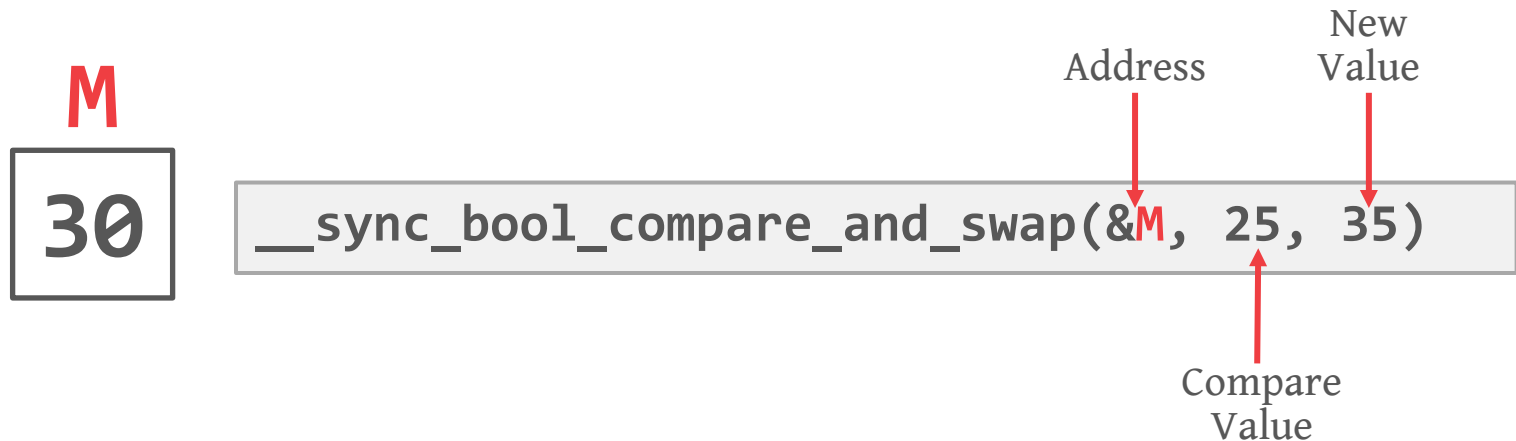 New
Value
Address
M
30
__sync_bool_compare_and_swap(&M, 25, 35)
Compare
Value